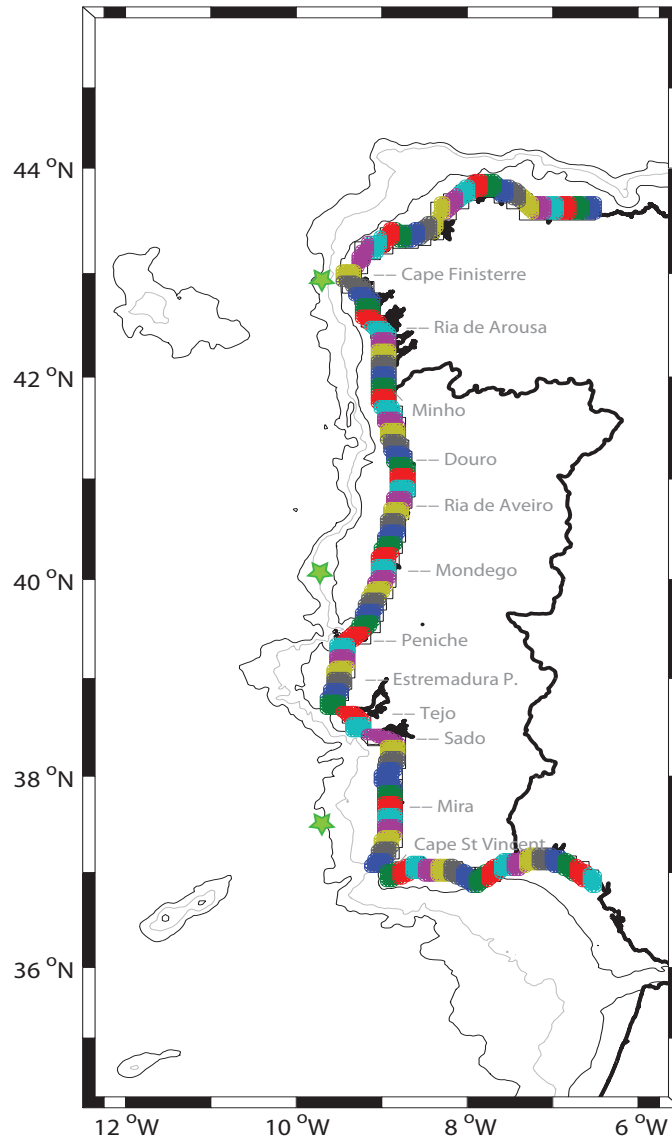 44 °N
Cape Finisterre
Ria de Arousa
42 °N
Minho
Douro
Ria de Aveiro
40 °N
Mondego
Peniche
Estremadura P.
Tejo
Sado
38 °N
Mira
Cape St Vincent
36 °N
12 °W 10 °W 8 °W 6 °W